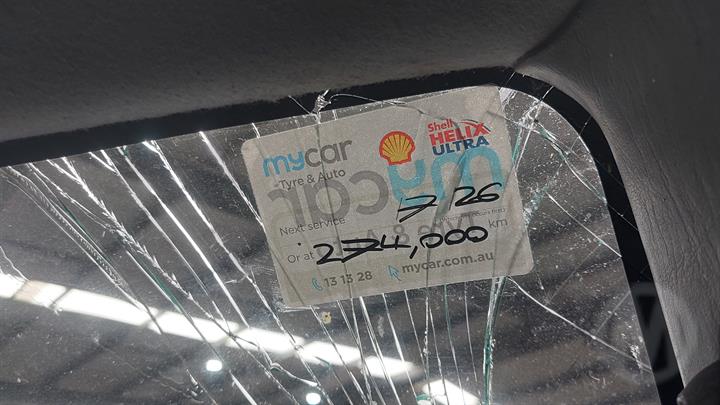 mycar
Tyre & Auto
Shell
HELIX
ULTRA
Next service 7 26
Or at 274,000 km
13 13 28 mycar.com.au